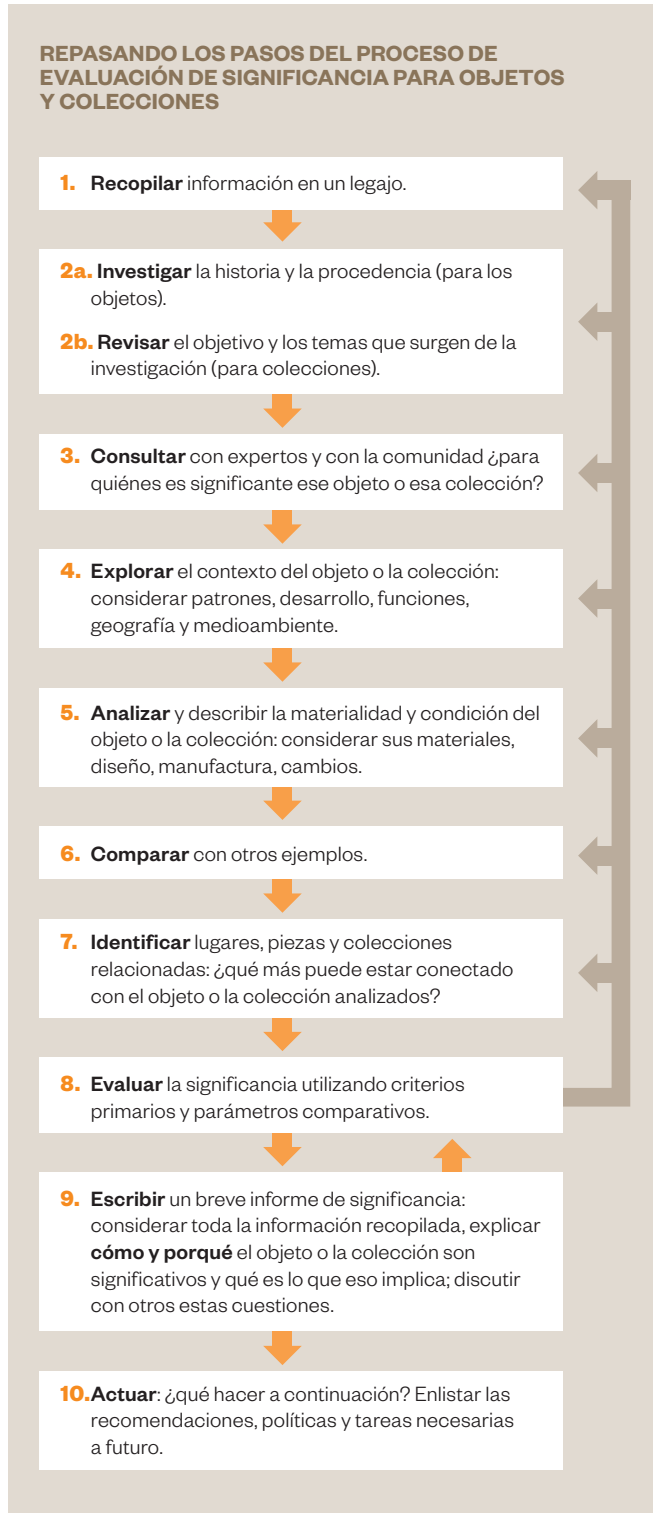 REPASANDO LOS PASOS DEL PROCESO DE
EVALUACIÓN DE SIGNIFICANCIA PARA OBJETOS
Y COLECCIONES
1. Recopilar información en un legajo.
2a. Investigar la historia y la procedencia (para los
objetos).
2b. Revisar el objetivo y los temas que surgen de la
investigación (para colecciones).
3. Consultar con expertos y con la comunidad ¿para
quiénes es significante ese objeto o esa colección?
4. Explorar el contexto del objeto o la colección:
considerar patrones, desarrollo, funciones,
geografía y medioambiente.
5. Analizar y describir la materialidad y condición del
objeto o la colección: considerar sus materiales,
diseño, manufactura, cambios.
6. Comparar con otros ejemplos.
7. Identificar lugares, piezas y colecciones
relacionadas: ¿qué más puede estar conectado
con el objeto o la colección analizados?
8. Evaluar la significancia utilizando criterios
primarios y parámetros comparativos.
9. Escribir un breve informe de significancia:
considerar toda la información recopilada, explicar
cómo y porqué el objeto o la colección son
significativos y qué es lo que eso implica; discutir
con otros estas cuestiones.
10.Actuar: ¿qué hacer a continuación? Enlistar las
recomendaciones, políticas y tareas necesarias
a futuro.